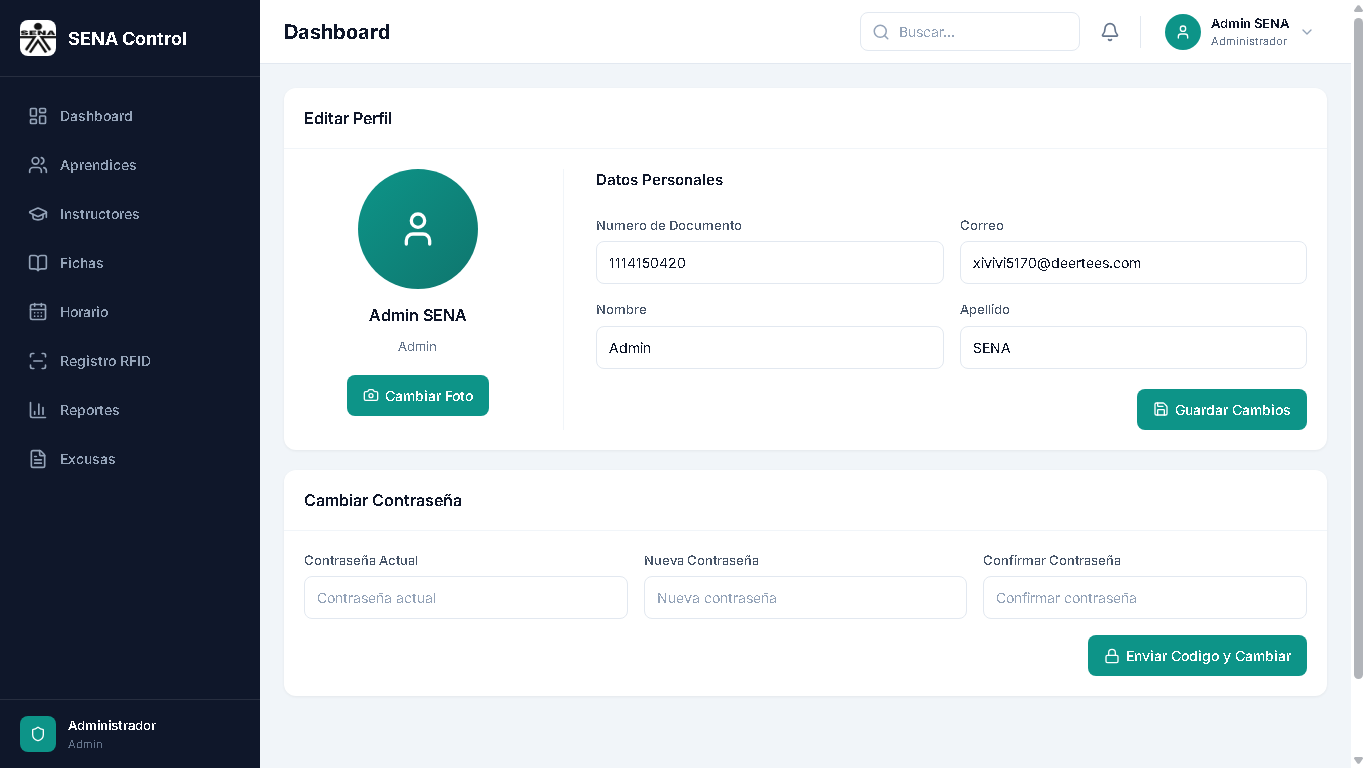 SENA
SENA Control
Dashboard
Aprendices
Instructores
Fichas
Horario
Registro RFID
Reportes
Excusas
Administrador
Admin
Dashboard
Buscar...
Admin SENA
Administrador
Editar Perfil
Admin SENA
Admin
Cambiar Foto
Datos Personales
Numero de Documento
1114150420
Correo
xivivi5170@deertees.com
Nombre
Admin
Apellido
SENA
Guardar Cambios
Cambiar Contraseña
Contraseña Actual
Contraseña actual
Nueva Contraseña
Nueva contraseña
Confirmar Contraseña
Confirmar contraseña
Enviar Codigo y Cambiar